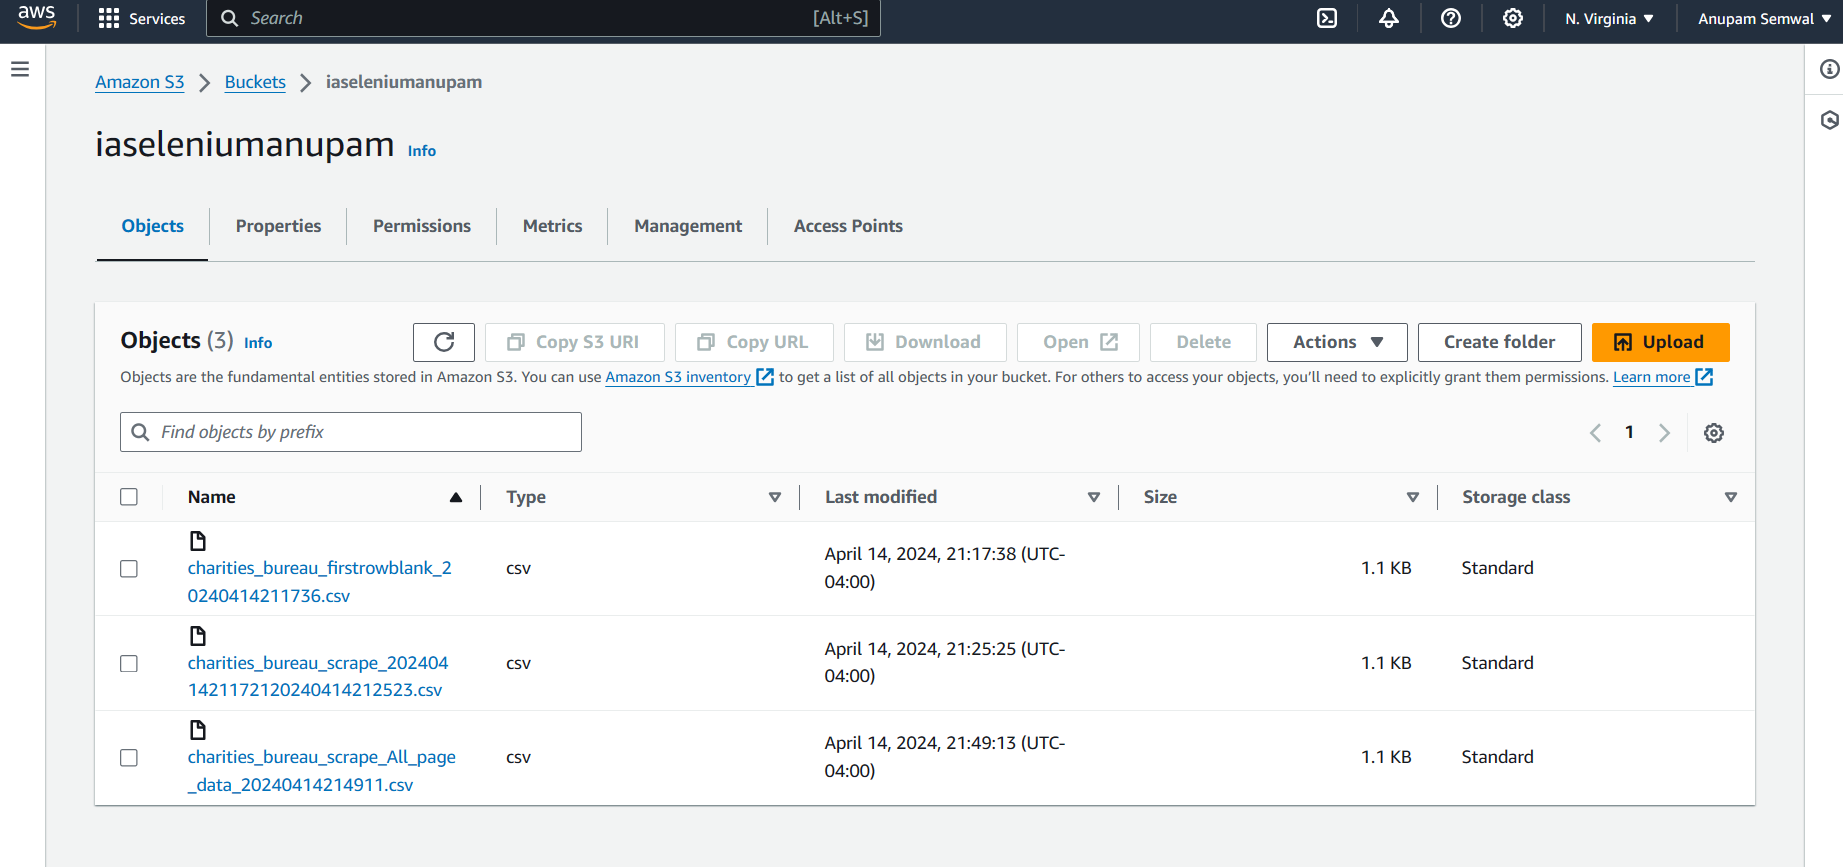 aws Services Search [Alt+S] N. Virginia Anupam Semwal
Amazon S3 Buckets iaseleniumanupam
iaseleniumanupam Info
Objects Properties Permissions Metrics Management Access Points
Objects (3) Info Copy S3 URI Copy URL Download Open Delete Actions Create folder Upload
Objects are the fundamental entities stored in Amazon S3. You can use Amazon S3 inventory to get a list of all objects in your bucket. For others to access your objects, you’ll need to explicitly grant them permissions. Learn more
Find objects by prefix 1
Name Type Last modified Size Storage class
charities_bureau_firstrowblank_2 csv April 14, 2024, 21:17:38 (UTC- 1.1 KB Standard
0240414211736.csv 04:00)
charities_bureau_scrape_202404 csv April 14, 2024, 21:25:25 (UTC- 1.1 KB Standard
1421172120240414212523.csv 04:00)
charities_bureau_scrape_All_page csv April 14, 2024, 21:49:13 (UTC- 1.1 KB Standard
_data_20240414214911.csv 04:00)